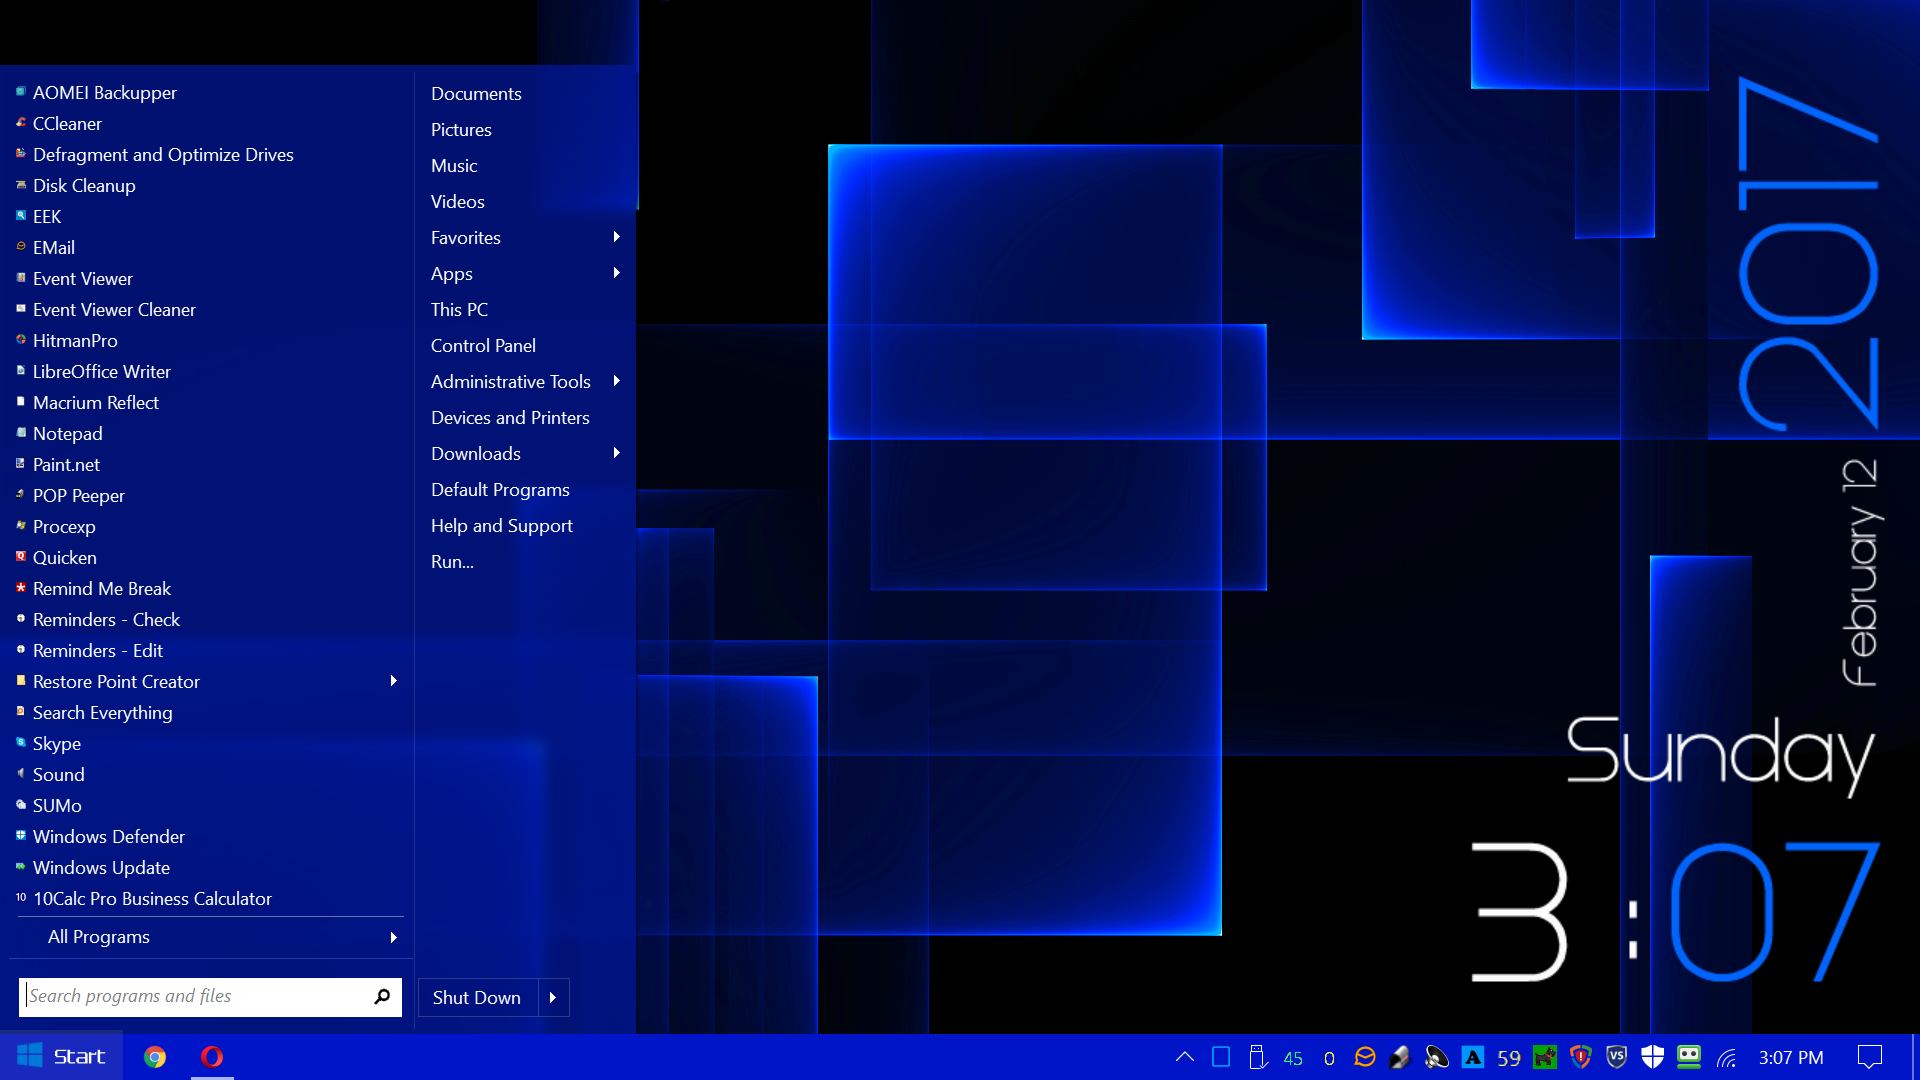 AOMEI Backupper
CCleaner
Defragment and Optimize Drives
Disk Cleanup
EEK
EMail
Event Viewer
Event Viewer Cleaner
HitmanPro
LibreOffice Writer
Macrium Reflect
Notepad
Paint.net
POP Peeper
Procexp
Quicken
Remind Me Break
Reminders - Check
Reminders - Edit
Restore Point Creator
Search Everything
Skype
Sound
SUMo
Windows Defender
Windows Update
10 10Calc Pro Business Calculator
All Programs
Search programs and files
Documents
Pictures
Music
Videos
Favorites
Apps
This PC
Control Panel
Administrative Tools
Devices and Printers
Downloads
Default Programs
Help and Support
Run...
Shut Down
2017
February 12
Sunday
3:07
Start
45 0 A 59 VS 3:07 PM